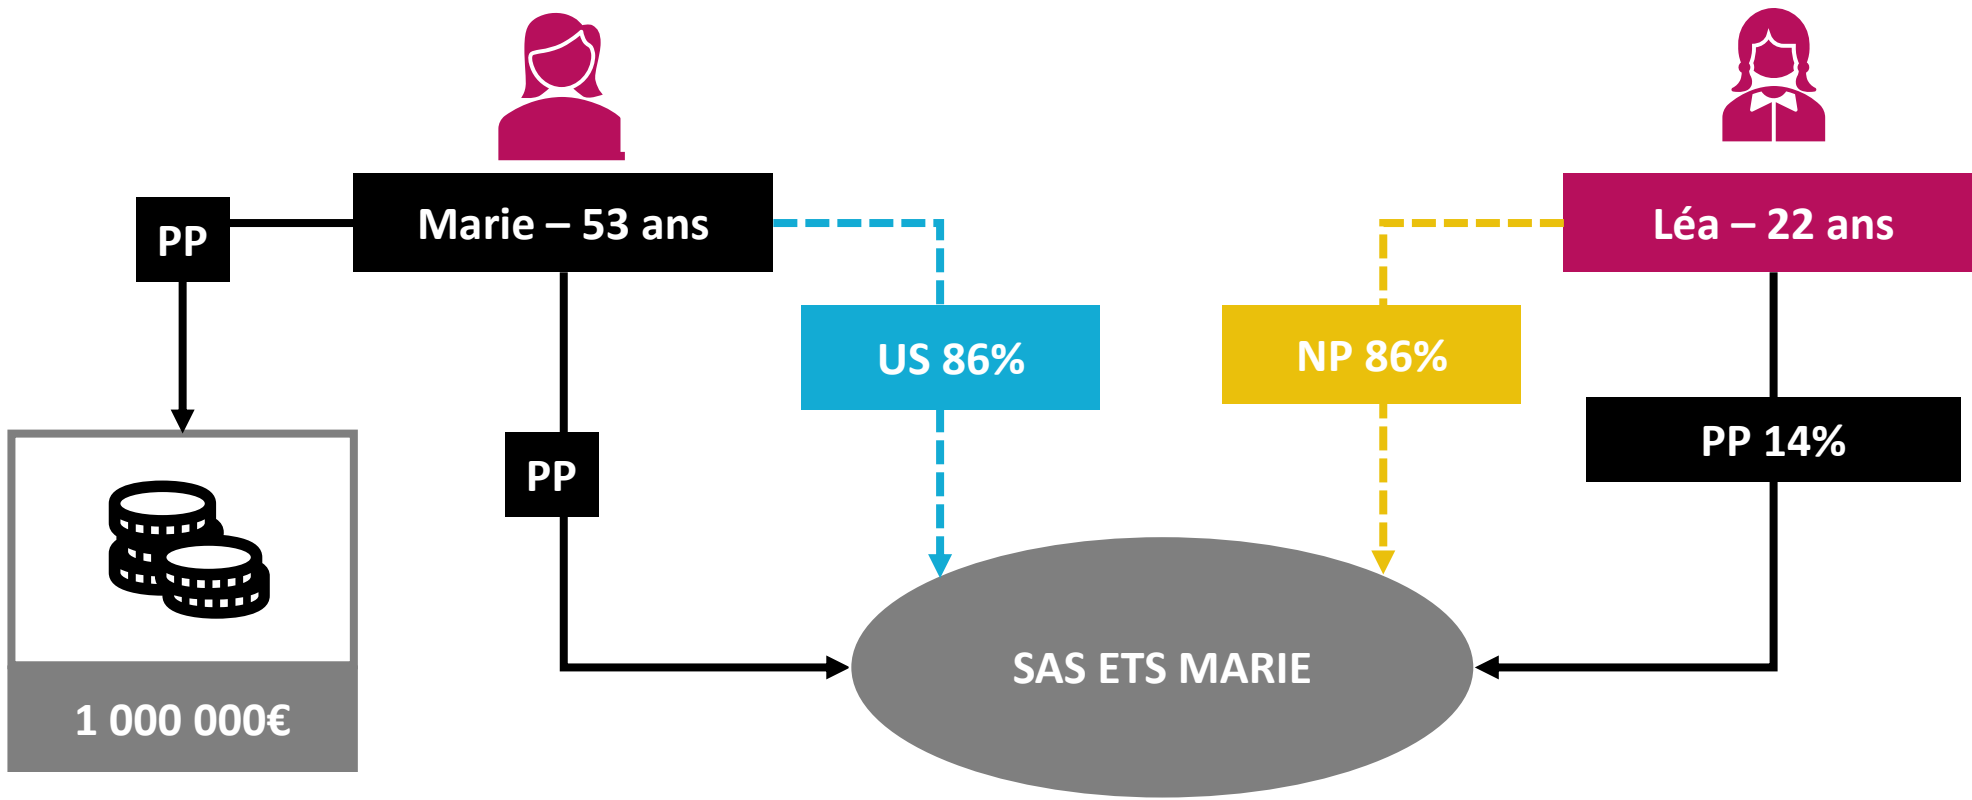 Marie – 53 ans
Léa – 22 ans
PP
US 86%
NP 86%
PP 14%
PP
SAS ETS MARIE
1 000 000€